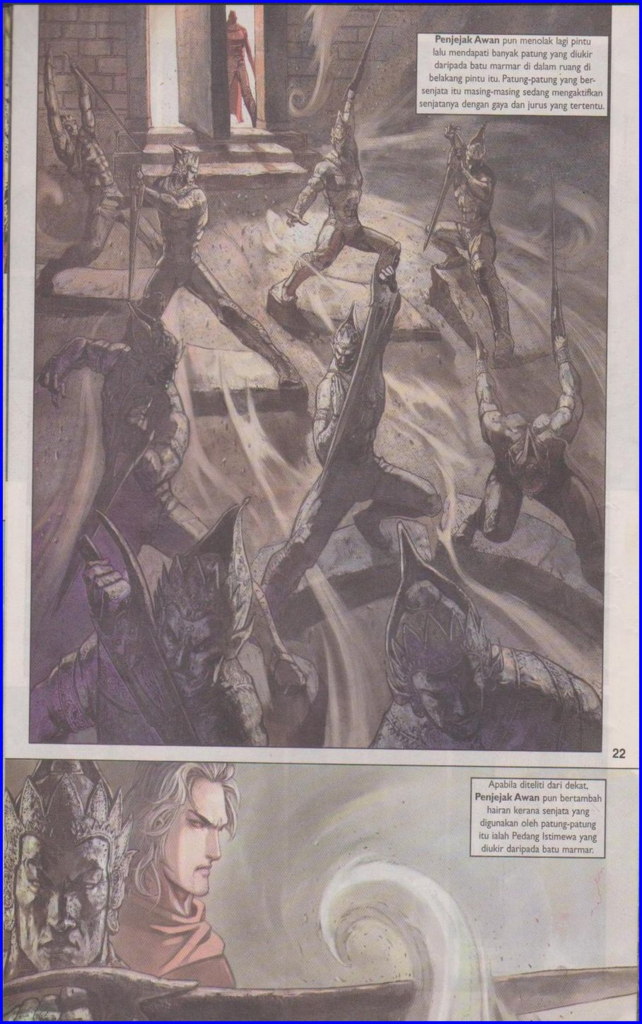 Penjejak Awan pun menolak lagi pintu
lalu mendapati banyak patung yang diukir
daripada batu marmar di dalam ruang di
belakang pintu itu. Patung-patung yang ber-
senjata itu masing-masing sedang mengaktifkan
senjatanya dengan gaya dan jurus yang tertentu.
22
Apabila diteliti dari dekat,
Penjejak Awan pun bertambah
hairan kerana senjata yang
digunakan oleh patung-patung
itu ialah Pedang Istimewa yang
diukir daripada batu marmar.